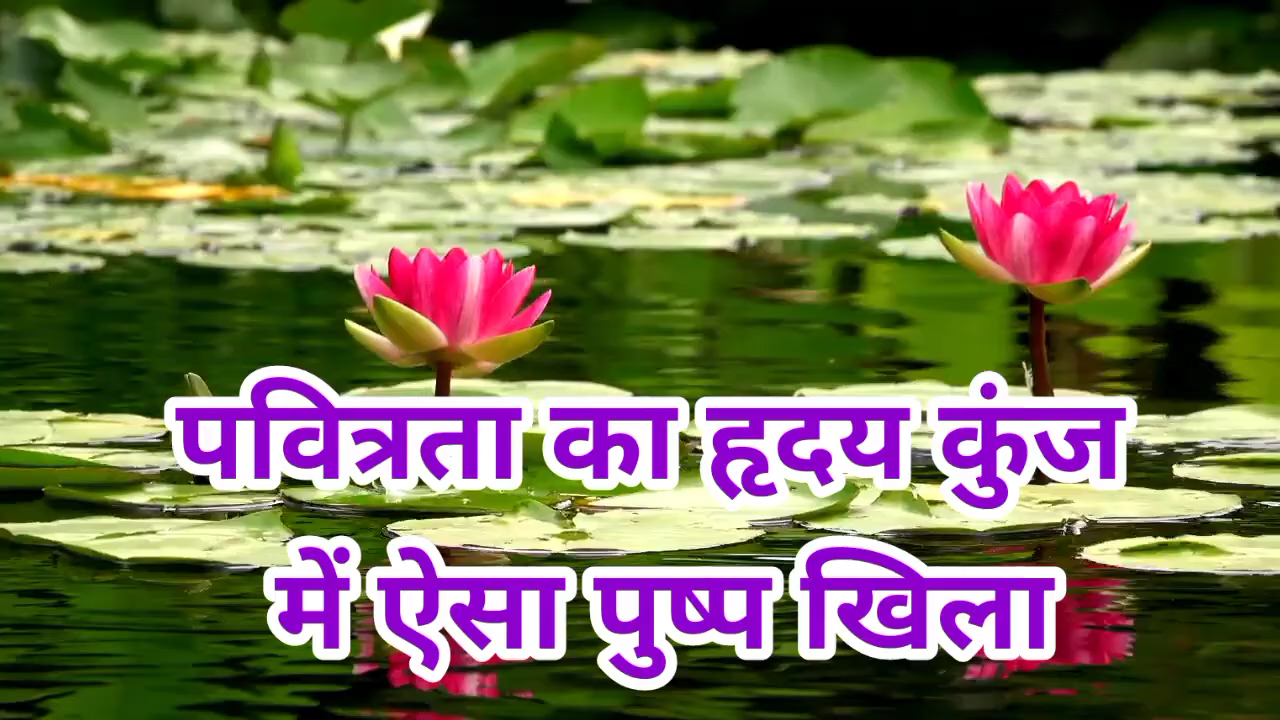 पवित्रता का हृदय कुंज
में ऐसा पुष्प खिला